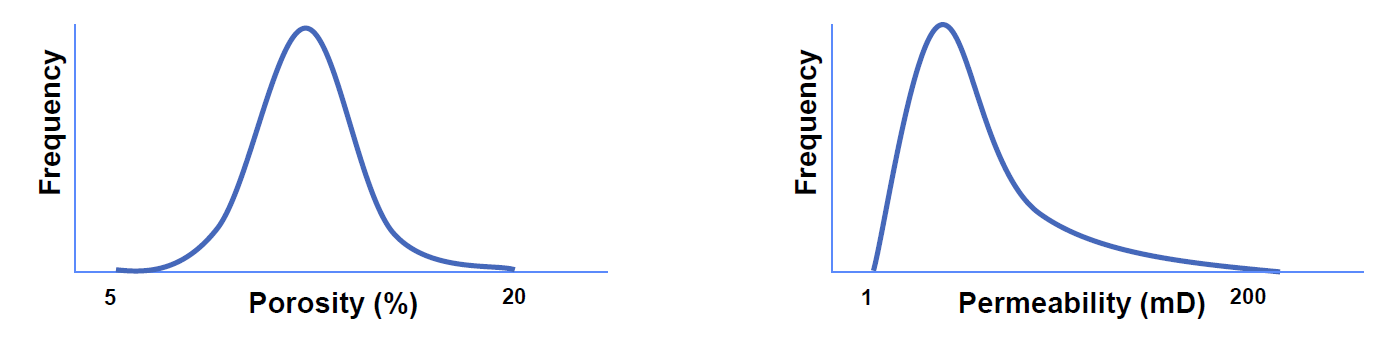 Frequency
5
Porosity (%)
20
Frequency
1
Permeability (mD)
200